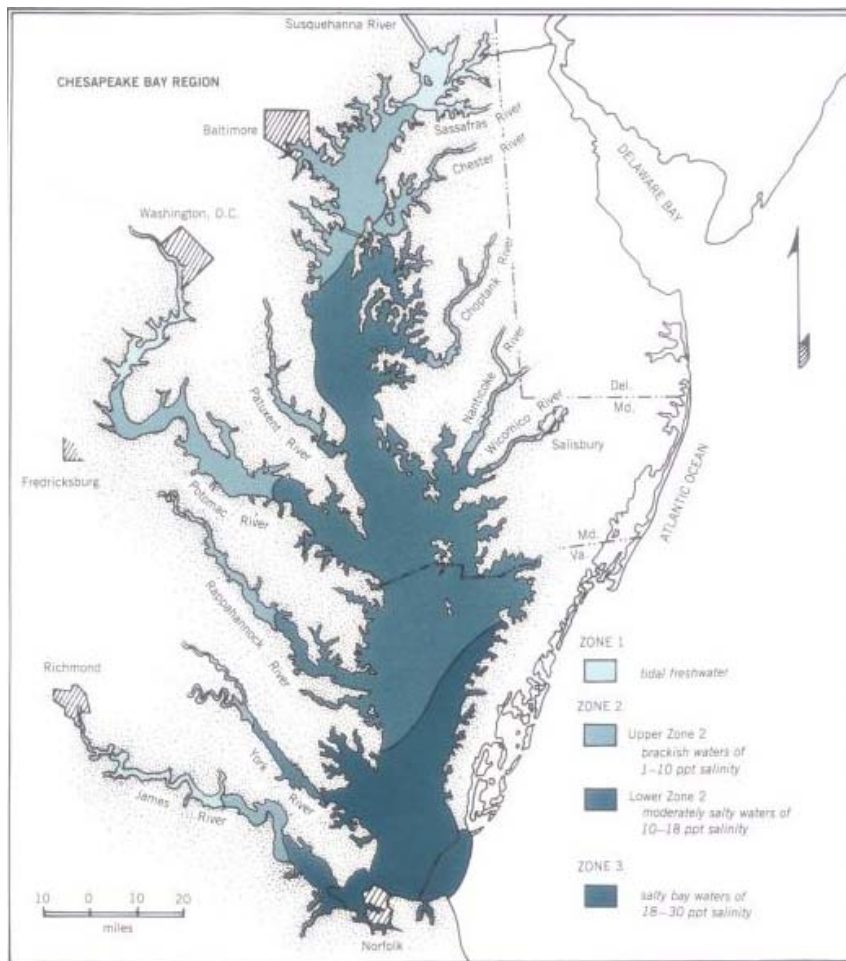 Susquehanna River
CHESAPEAKE BAY REGION
Baltimore
Sassafras River
Chester River
DELAWARE BAY
Washington, D.C.
Choptank River
Nanticoke River
Del.
Md.
Patuxent River
Wicomico River
Salisbury
Fredricksburg
Potomac River
ATLANTIC OCEAN
Md.
Va.
Rappahannock River
Richmond
York River
James River
ZONE 1
tidal freshwater
ZONE 2
Upper Zone 2
brackish waters of
1–10 ppt salinity
Lower Zone 2
moderately salty waters of
10–18 ppt salinity
ZONE 3
salty bay waters of
18–30 ppt salinity
10 0 10 20
miles
Norfolk